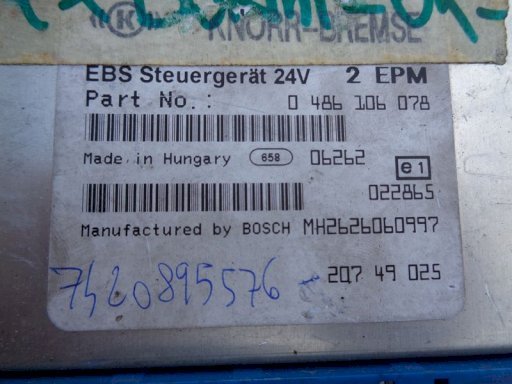 ((K)) KNORR-BREMSE
EBS Steuergerät 24V 2 EPM
Part No.: 0 486 106 078
Made in Hungary 658 06262 e1
022865
Manufactured by BOSCH MH2626060997
7420895576 - 207 49 025